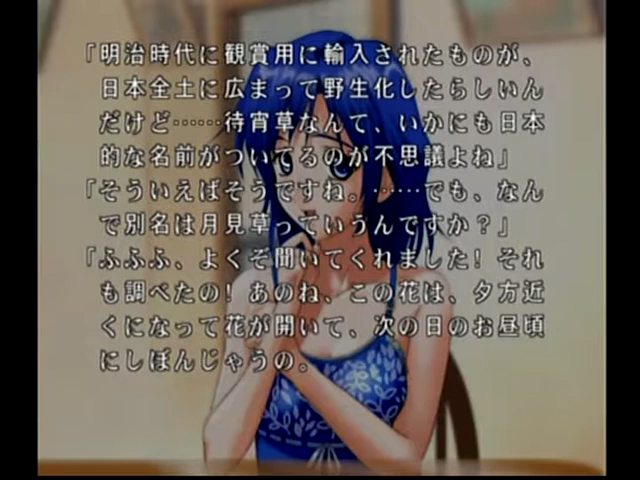 「明治時代に観賞用に輸入されたものが、
日本全土に広まって野生化したらしいん
だけど……待宵草なんて、いかにも日本
的な名前がついてるのが不思議よね」
「そういえばそうですね。……でも、なん
で別名は月見草っていうんですか？」
「ふふふ、よくぞ聞いてくれました！それ
も調べたの！あのね、この花は、夕方近
くになって花が開いて、次の日のお昼頃
にしぼんじゃうの。